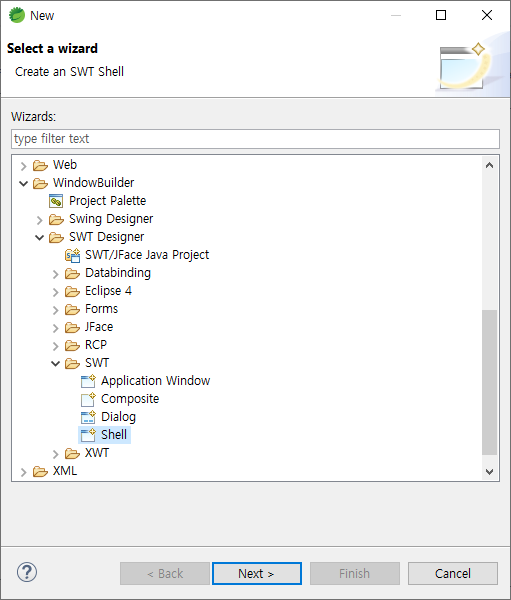 New
Select a wizard
Create an SWT Shell
Wizards:
type filter text
Web
WindowBuilder
Project Palette
Swing Designer
SWT Designer
SWT/JFace Java Project
Databinding
Eclipse 4
Forms
JFace
RCP
SWT
Application Window
Composite
Dialog
Shell
XWT
XML
? < Back Next > Finish Cancel